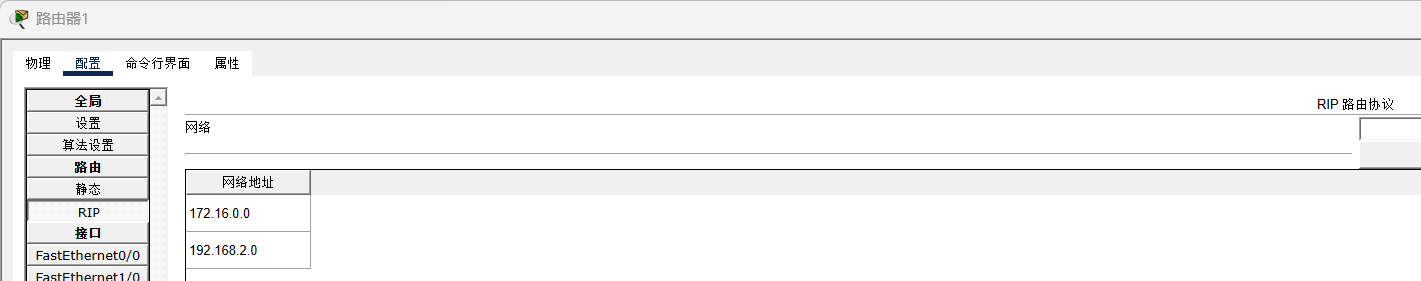 路由器1
物理 配置 命令行界面 属性
全局
设置
算法设置
路由
静态
RIP
接口
FastEthernet0/0
FastEthernet1/0
RIP 路由协议
网络
网络地址
172.16.0.0
192.168.2.0